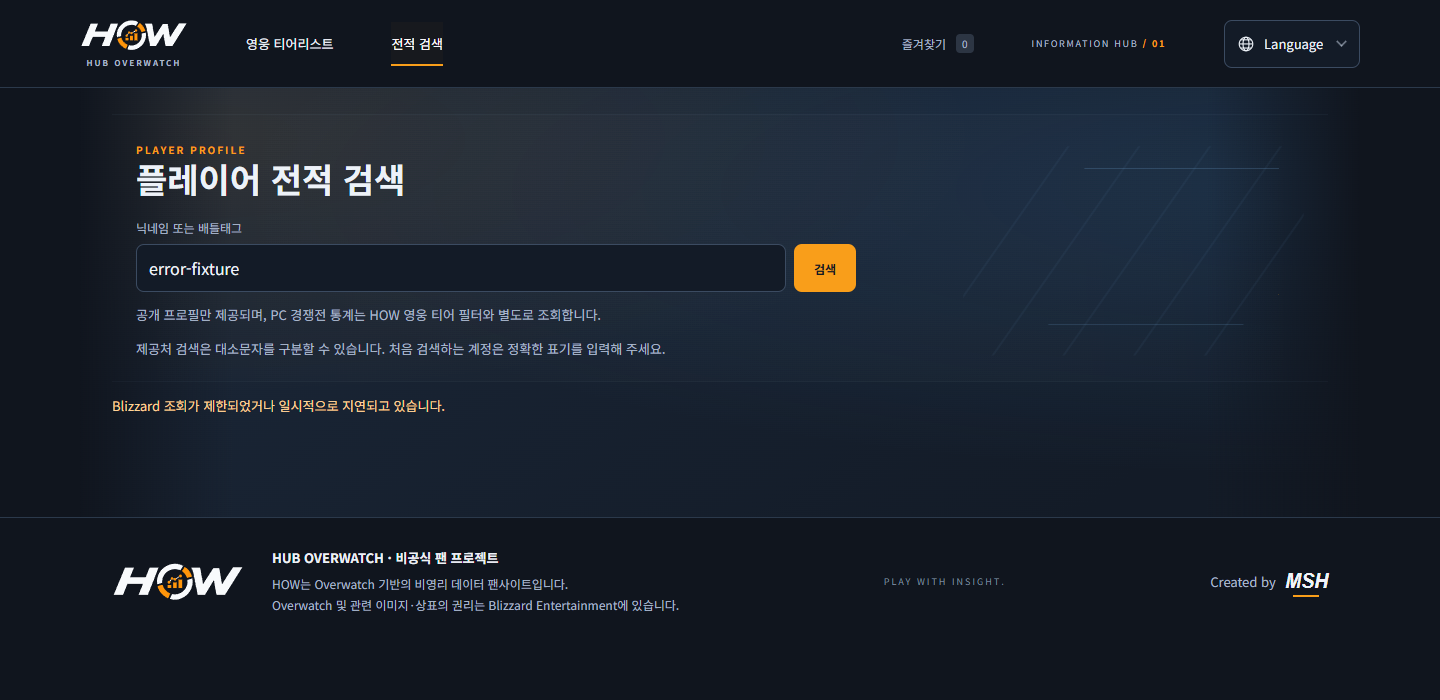 HOW
HUB OVERWATCH
영웅 티어리스트
전적 검색
즐겨찾기 0
INFORMATION HUB / 01
Language
PLAYER PROFILE
플레이어 전적 검색
닉네임 또는 배틀태그
error-fixture
검색
공개 프로필만 제공되며, PC 경쟁전 통계는 HOW 영웅 티어 필터와 별도로 조회합니다.
제공처 검색은 대소문자를 구분할 수 있습니다. 처음 검색하는 계정은 정확한 표기를 입력해 주세요.
Blizzard 조회가 제한되었거나 일시적으로 지연되고 있습니다.
HOW
HUB OVERWATCH · 비공식 팬 프로젝트
HOW는 Overwatch 기반의 비영리 데이터 팬사이트입니다.
Overwatch 및 관련 이미지·상표의 권리는 Blizzard Entertainment에 있습니다.
PLAY WITH INSIGHT.
Created by MSH